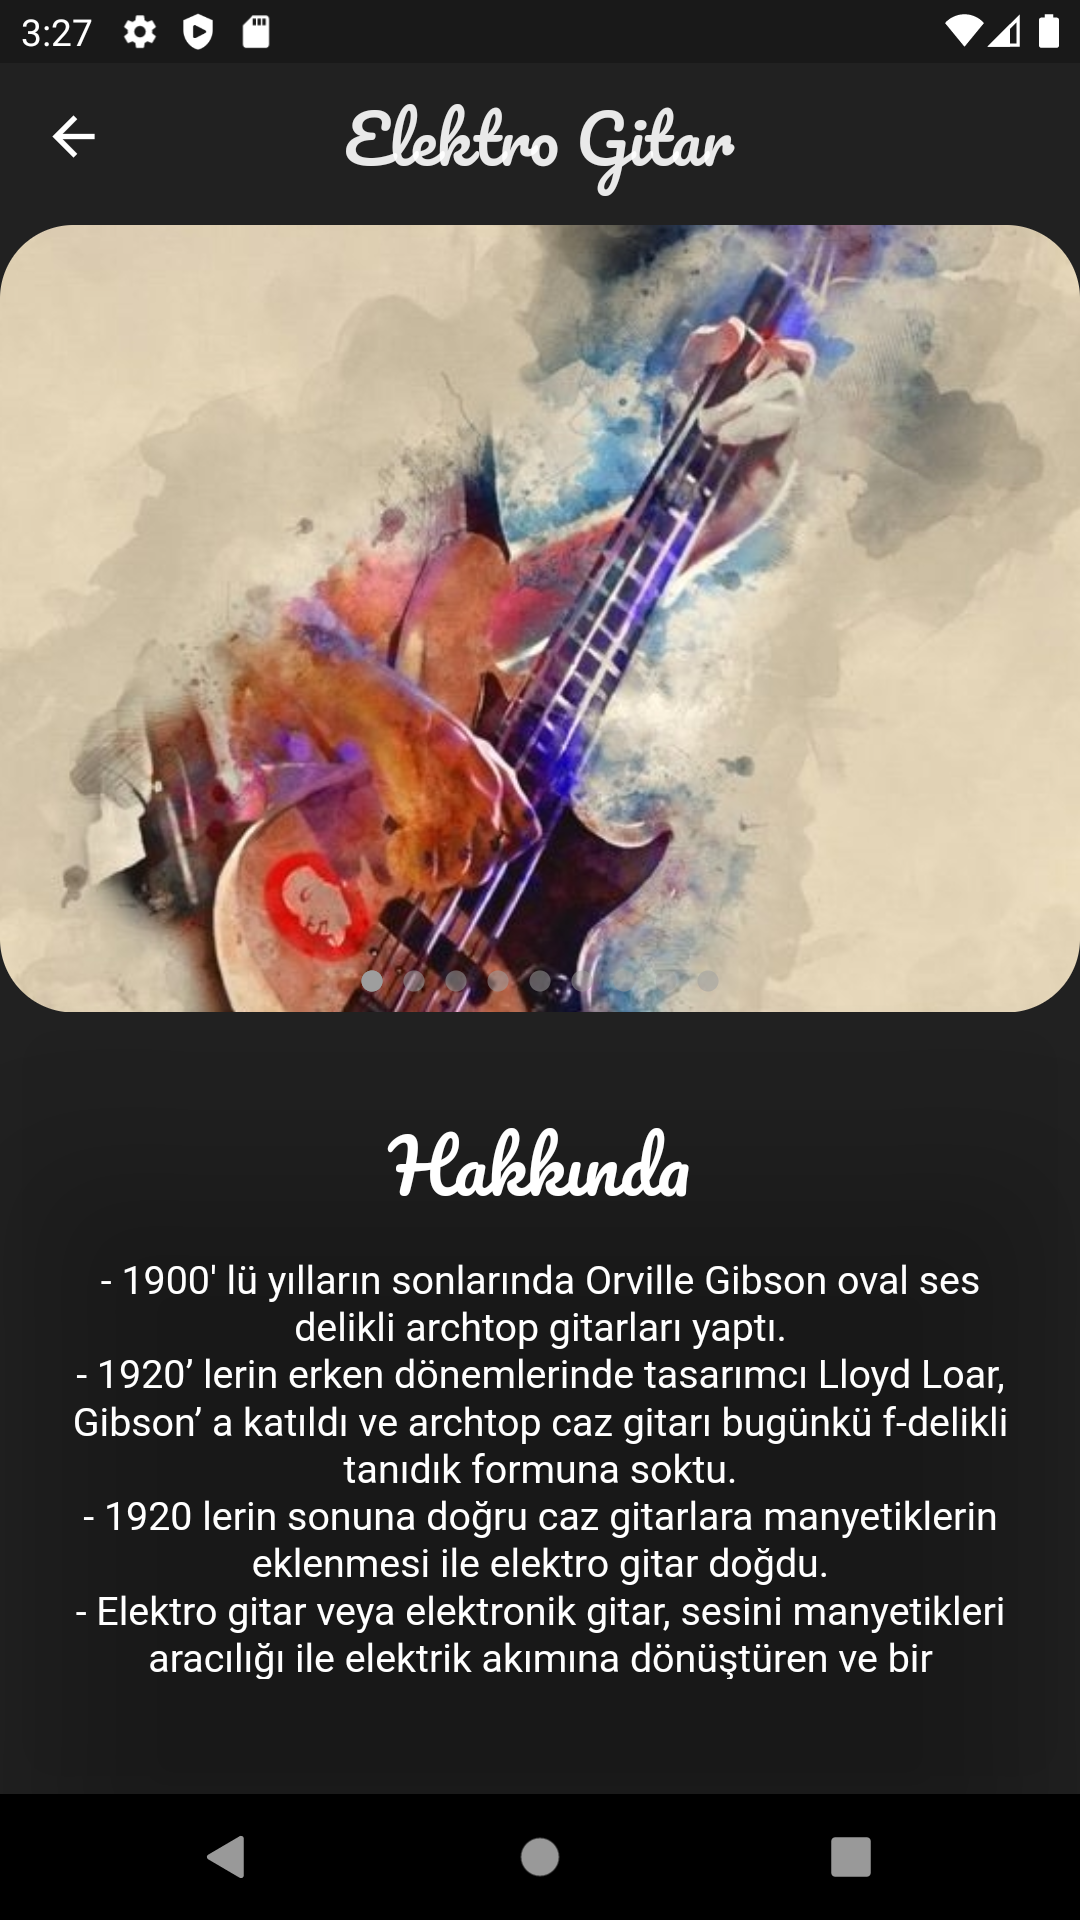 3:27
Elektro Gitar
Hakkında
- 1900' lü yılların sonlarında Orville Gibson oval ses
delikli archtop gitarları yaptı.
- 1920’ lerin erken dönemlerinde tasarımcı Lloyd Loar,
Gibson’ a katıldı ve archtop caz gitarı bugünkü f-delikli
tanıdık formuna soktu.
- 1920 lerin sonuna doğru caz gitarlara manyetiklerin
eklenmesi ile elektro gitar doğdu.
- Elektro gitar veya elektronik gitar, sesini manyetikleri
aracılığı ile elektrik akımına dönüştüren ve bir